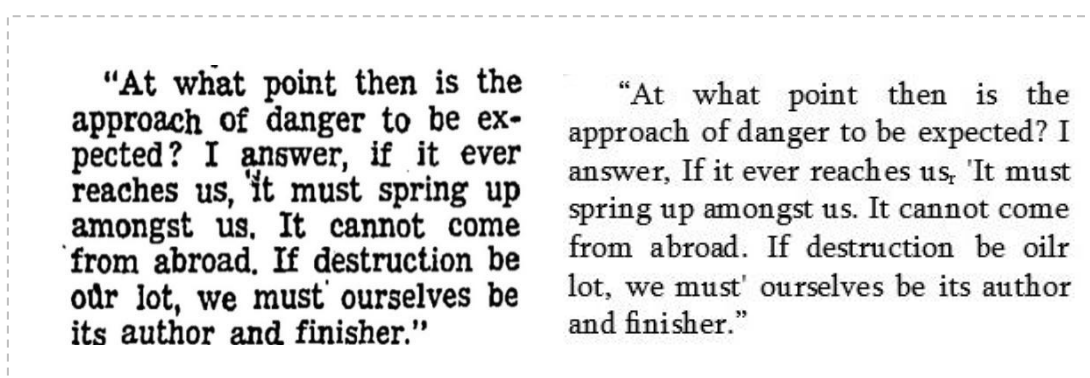 “At what point then is the
approach of danger to be ex-
pected? I answer, if it ever
reaches us, it must spring up
amongst us. It cannot come
from abroad. If destruction be
our lot, we must ourselves be
its author and finisher.”
“At what point then is the
approach of danger to be expected? I
answer, If it ever reaches us, 'It must
spring up amongst us. It cannot come
from abroad. If destruction be oilr
lot, we must' ourselves be its author
and finisher.”